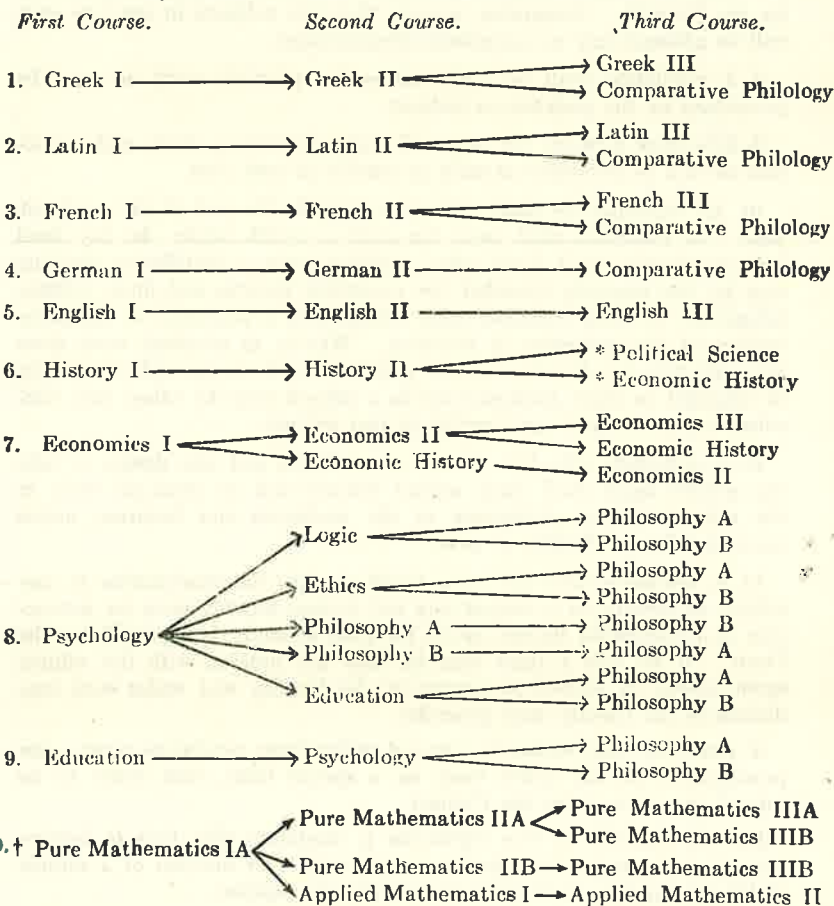 First Course. Second Course. Third Course.
Greek III
1. Greek I Greek II
Comparative Philology
Latin III
2. Latin I Latin II
Comparative Philology
French III
3. French I French II
Comparative Philology
4. German I German II Comparative Philology
5. English I English II English III
* Political Science
6. History I History II
* Economic History
Economics III
Economics II
7. Economics I Economic History
Economic History
Economics II
Philosophy A
Logic
Philosophy B
Philosophy A
Ethics
Philosophy B
8. Psychology Philosophy A Philosophy B
Philosophy B Philosophy A
Philosophy A
Education
Philosophy B
Philosophy A
9. Education Psychology
Philosophy B
Pure Mathematics IIIA
Pure Mathematics IIA
Pure Mathematics IIIB
0. † Pure Mathematics IA
Pure Mathematics IIB Pure Mathematics IIIB
Applied Mathematics I Applied Mathematics II